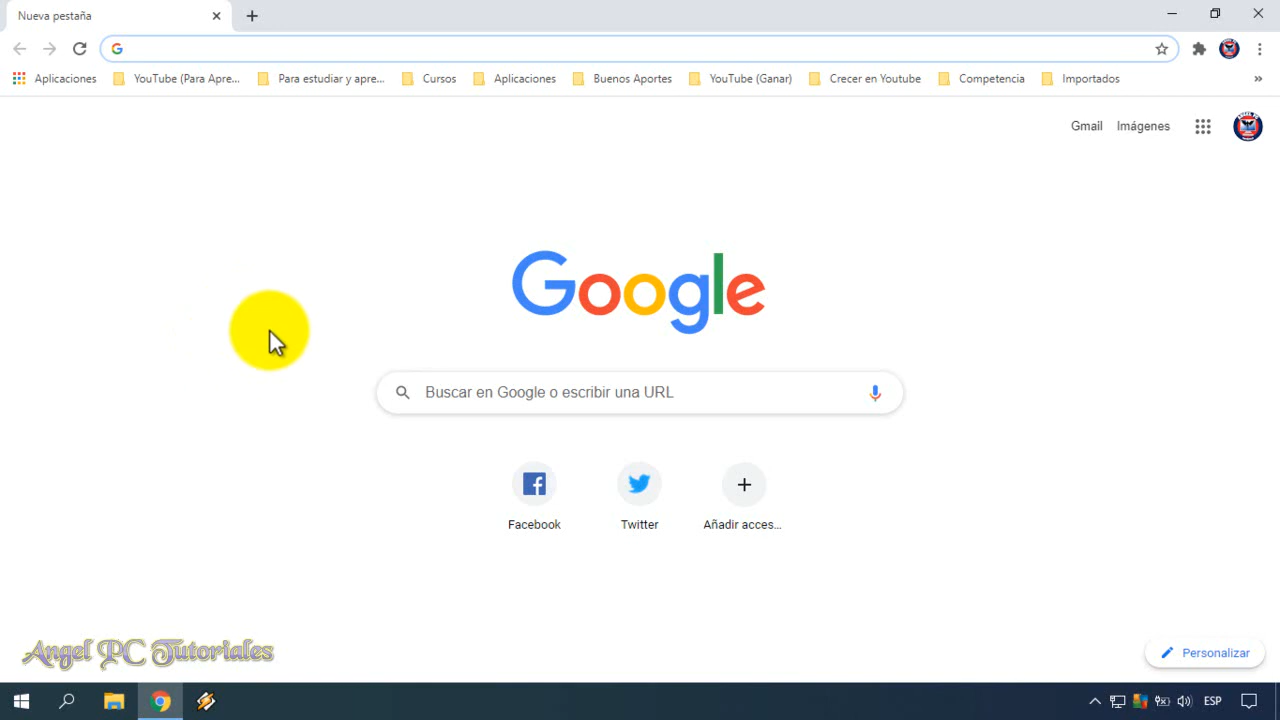 Nueva pestaña
Aplicaciones YouTube (Para Apre... Para estudiar y apre... Cursos Aplicaciones Buenos Aportes YouTube (Ganar) Crecer en Youtube Competencia Importados »
Gmail Imágenes
Google
Buscar en Google o escribir una URL
Facebook Twitter Añadir acces...
Angel PC Tutoriales
Personalizar
ESP